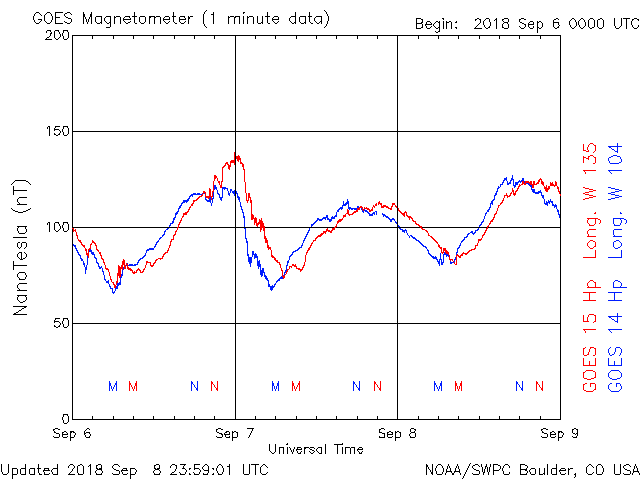 GOES Magnetometer (1 minute data)
Begin: 2018 Sep 6 0000 UTC
200
150
100
50
0
NanoTesla (nT)
M M N N M M N N M M N N
Sep 6 Sep 7 Sep 8 Sep 9
Universal Time
GOES 15 Hp Long. W 135
GOES 14 Hp Long. W 104
Updated 2018 Sep 8 23:59:01 UTC
NOAA/SWPC Boulder, CO USA